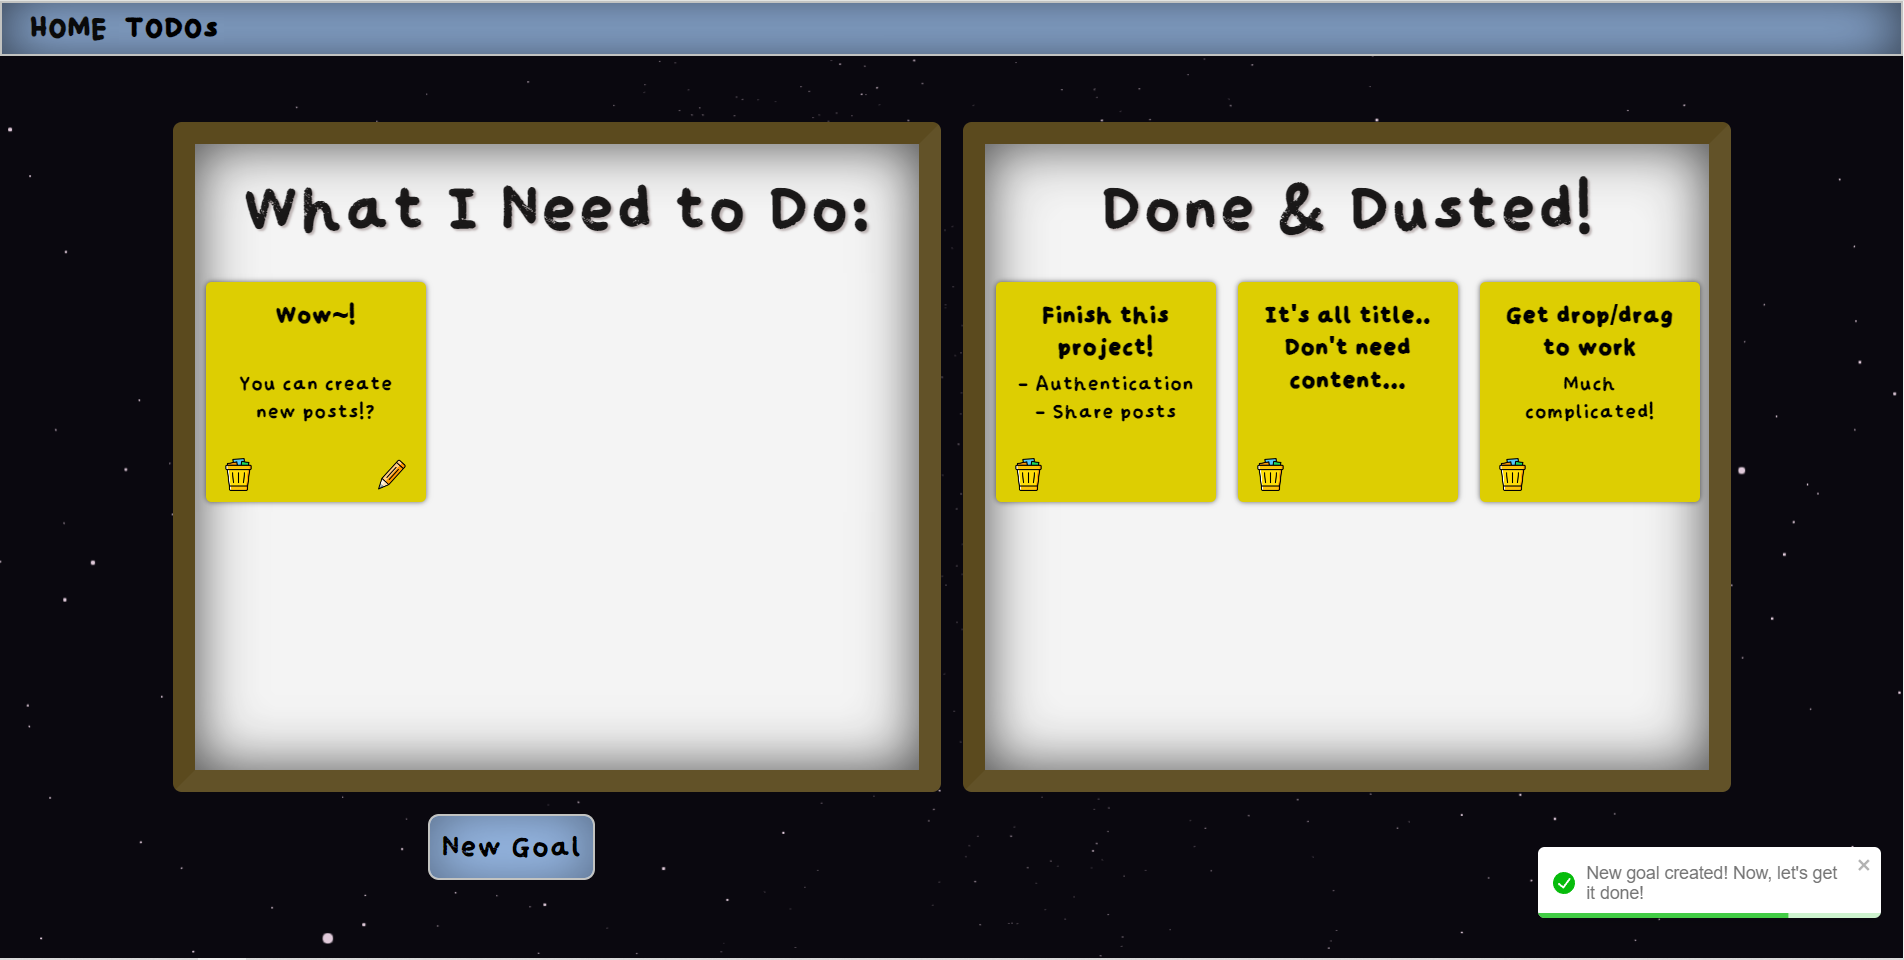 HOME TODOs
What I Need to Do:
Wow~!
You can create
new posts!?
Done & Dusted!
Finish this
project!
- Authentication
- Share posts
It's all title..
Don't need
content...
Get drop/drag
to work
Much
complicated!
New Goal
New goal created! Now, let's get
it done!